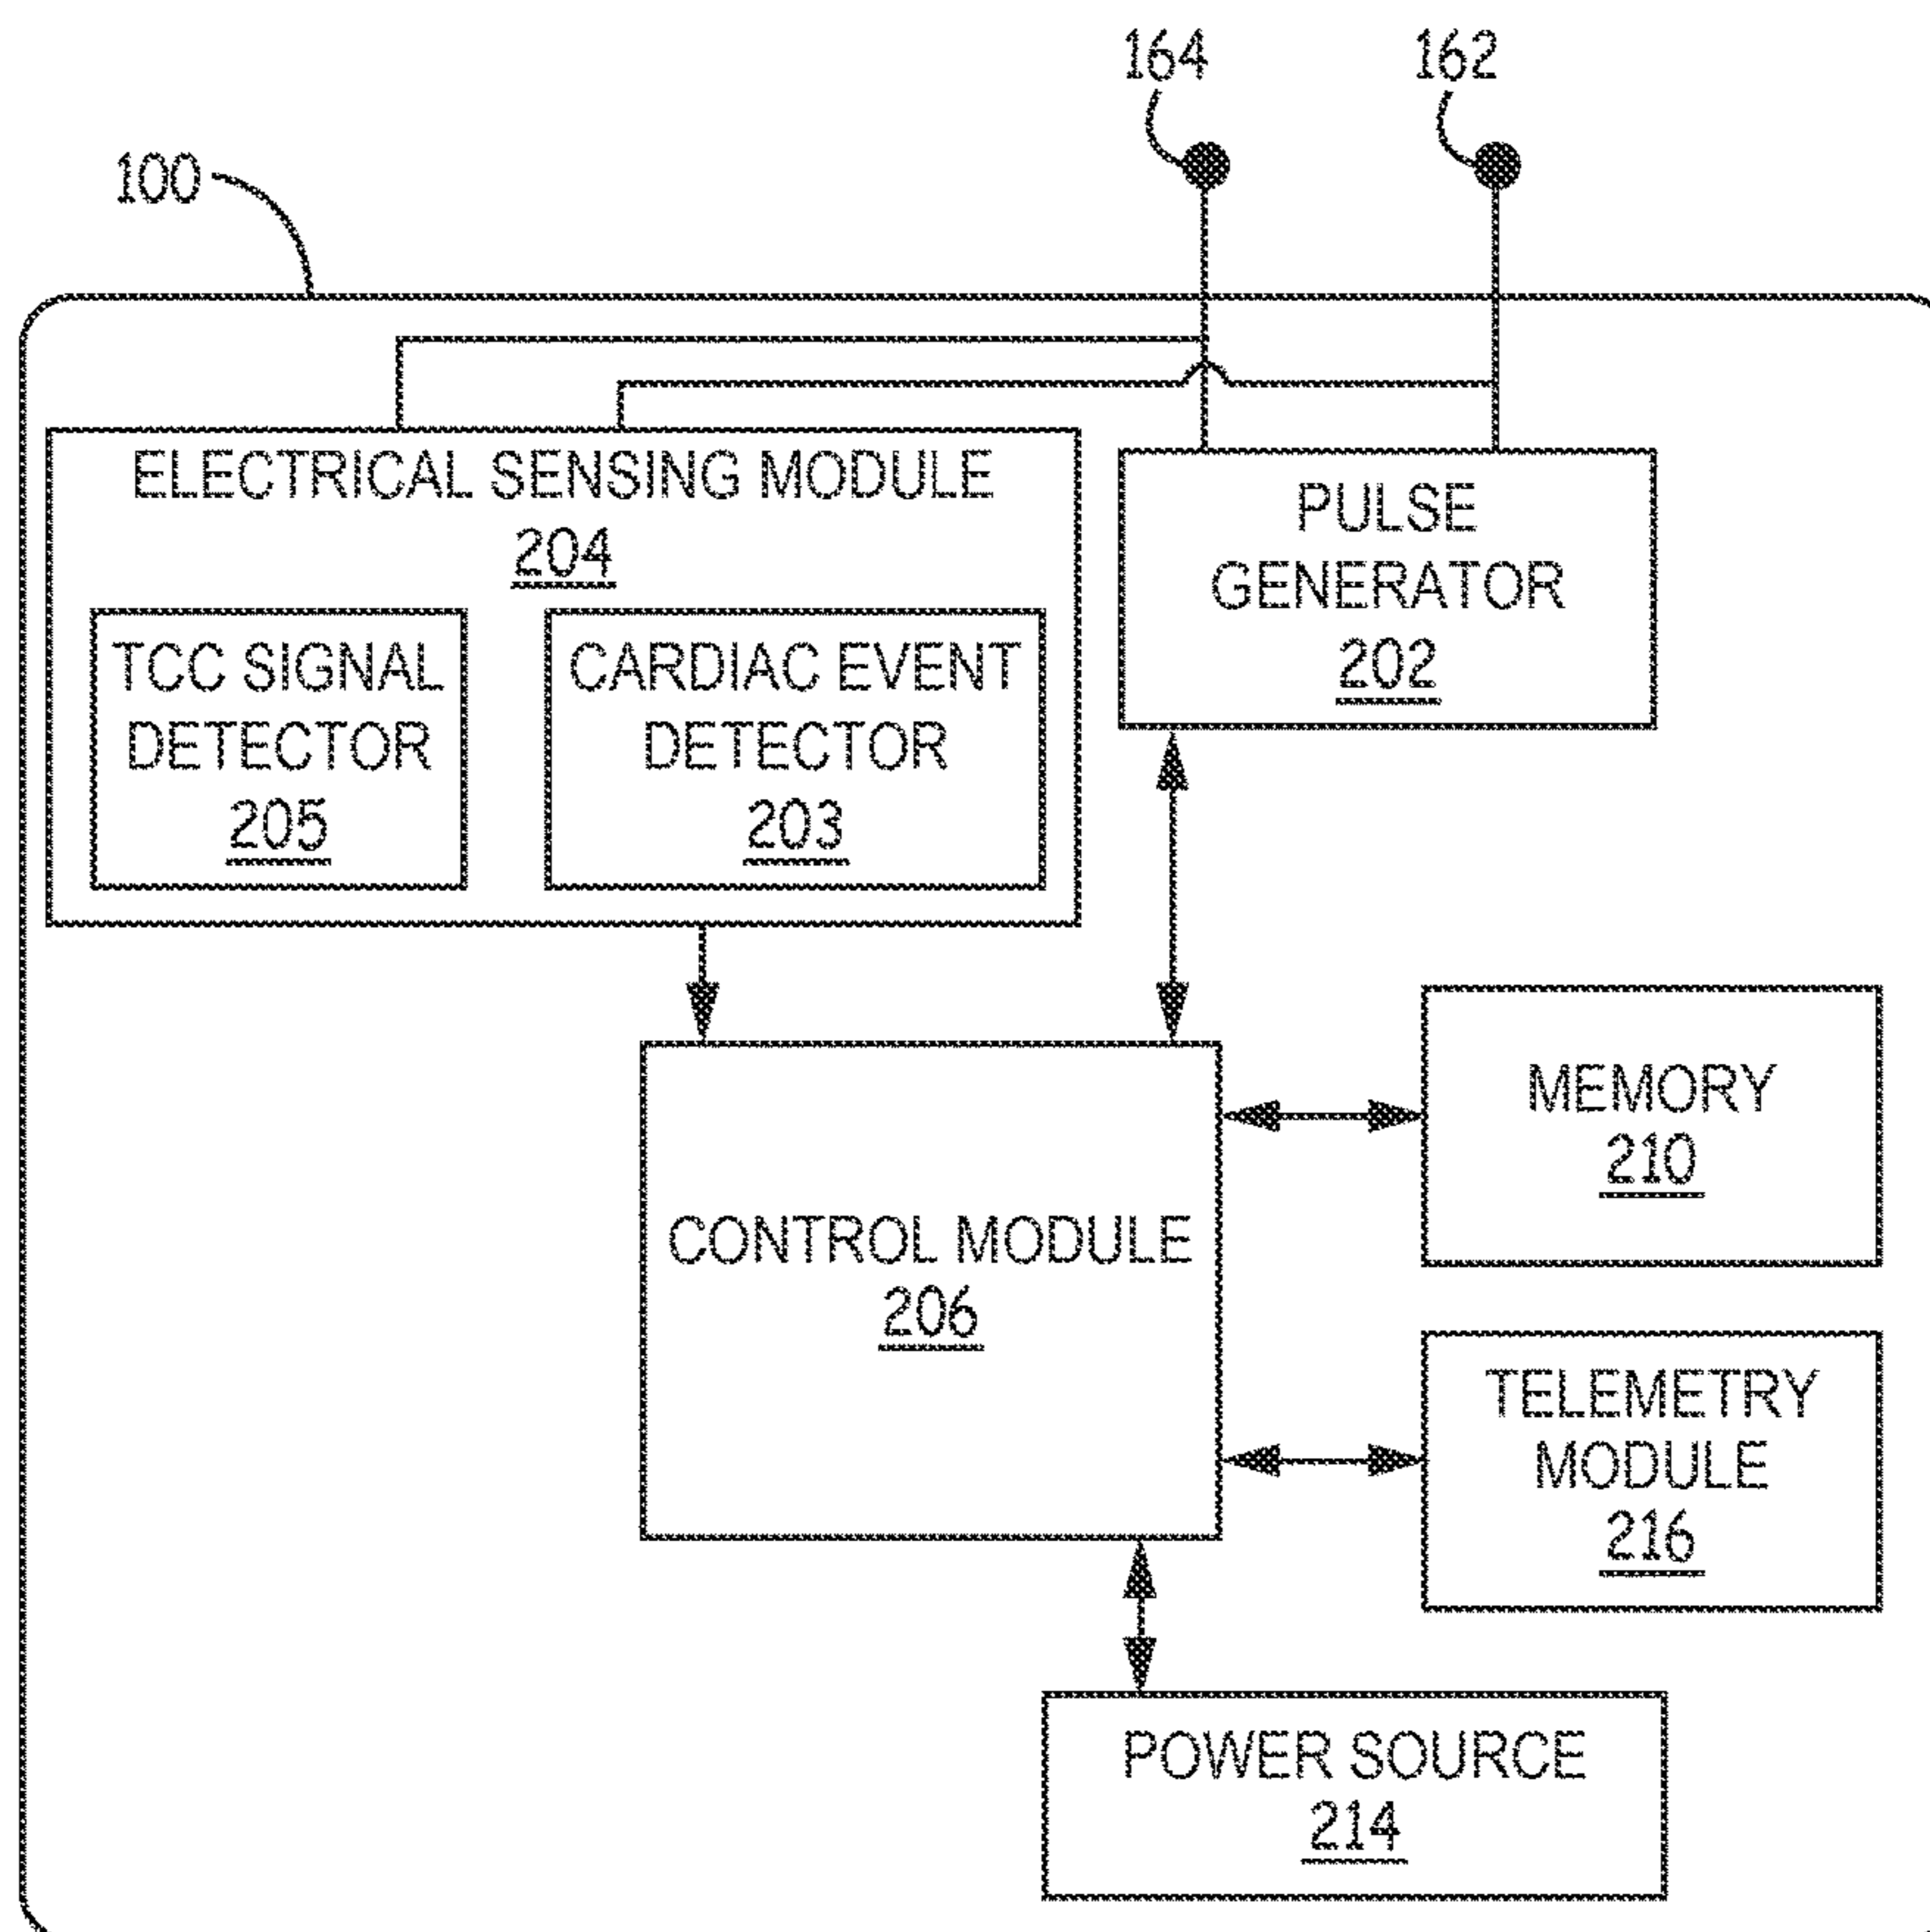 164
162
100
ELECTRICAL SENSING MODULE
204
TCC SIGNAL
DETECTOR
205
CARDIAC EVENT
DETECTOR
203
PULSE
GENERATOR
202
CONTROL MODULE
206
MEMORY
210
TELEMETRY
MODULE
216
POWER SOURCE
214